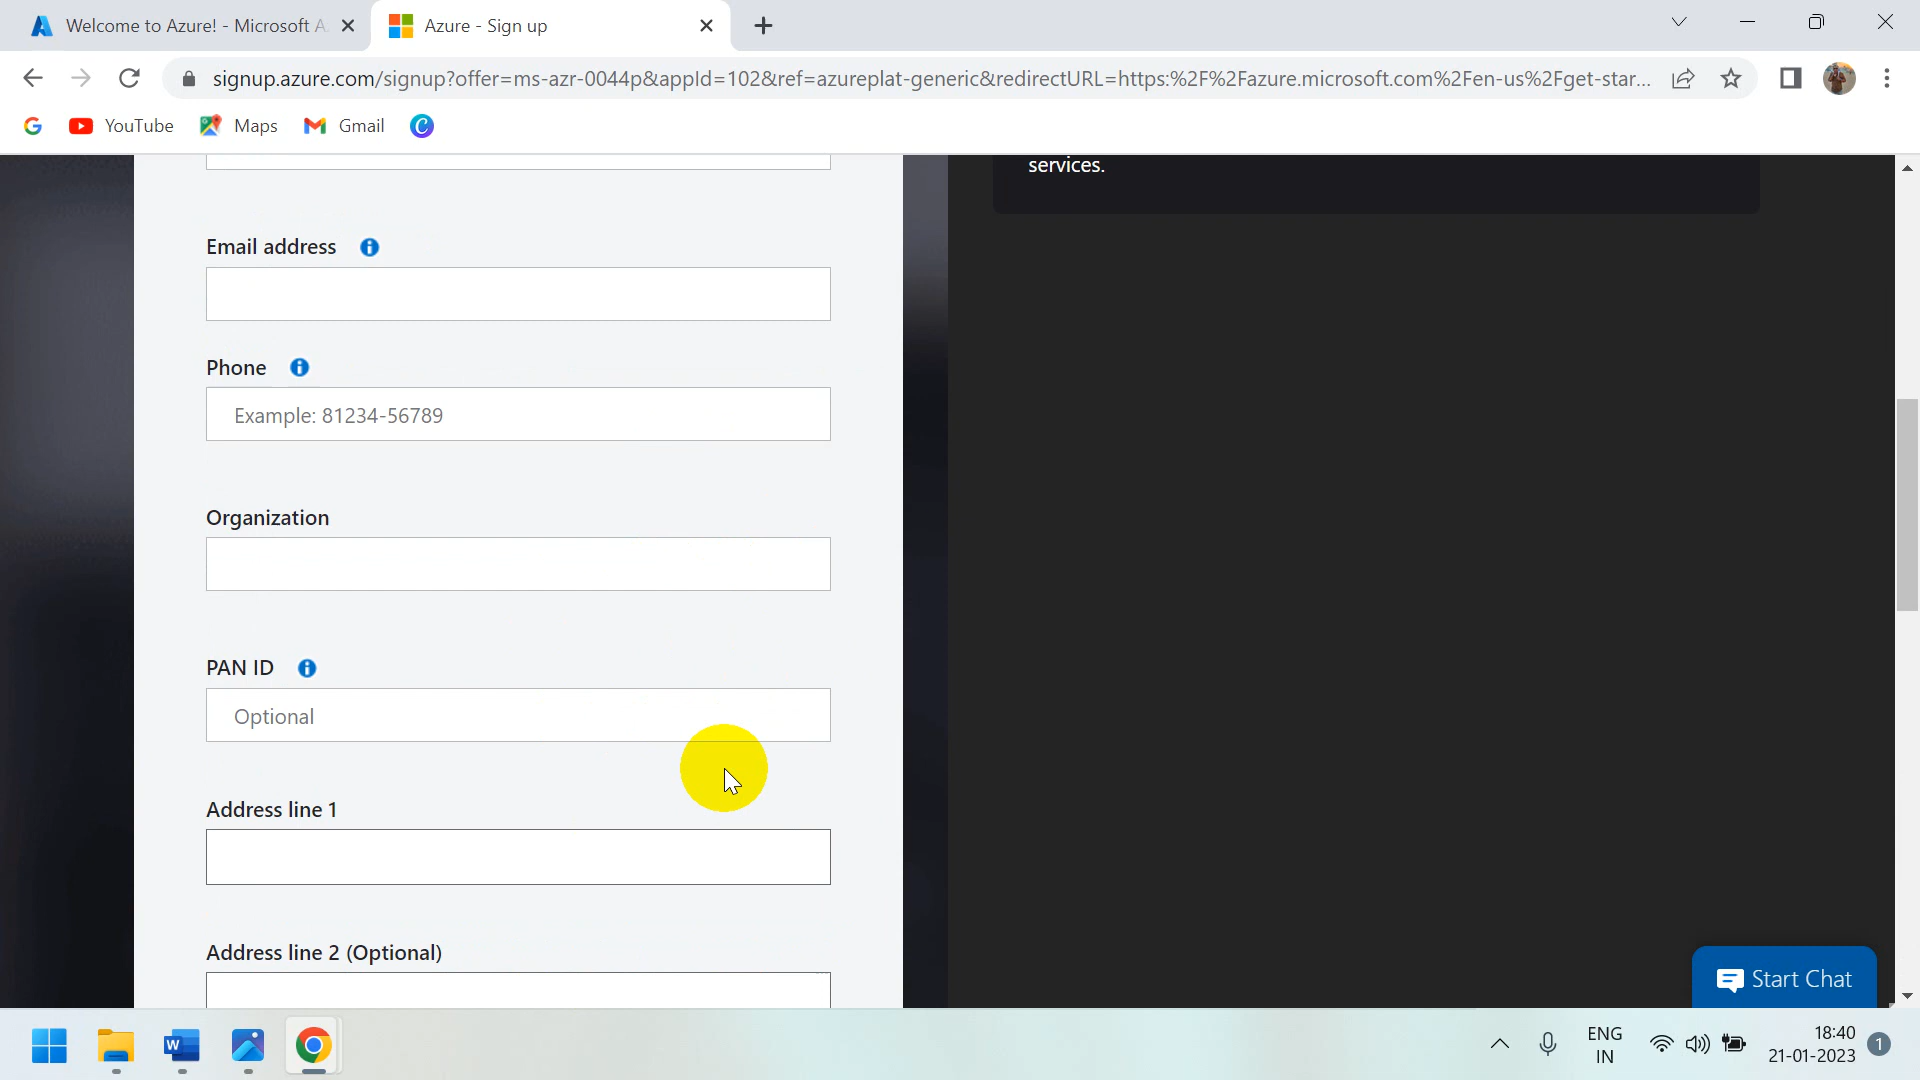 Welcome to Azure! - Microsoft A
Azure - Sign up
signup.azure.com/signup?offer=ms-azr-0044p&appId=102&ref=azureplat-generic&redirectURL=https:%2F%2Fazure.microsoft.com%2Fen-us%2Fget-star...
YouTube
Maps
Gmail
services.
Email address
Phone
Example: 81234-56789
Organization
PAN ID
Optional
Address line 1
Address line 2 (Optional)
Start Chat
ENG
IN
18:40
21-01-2023
1